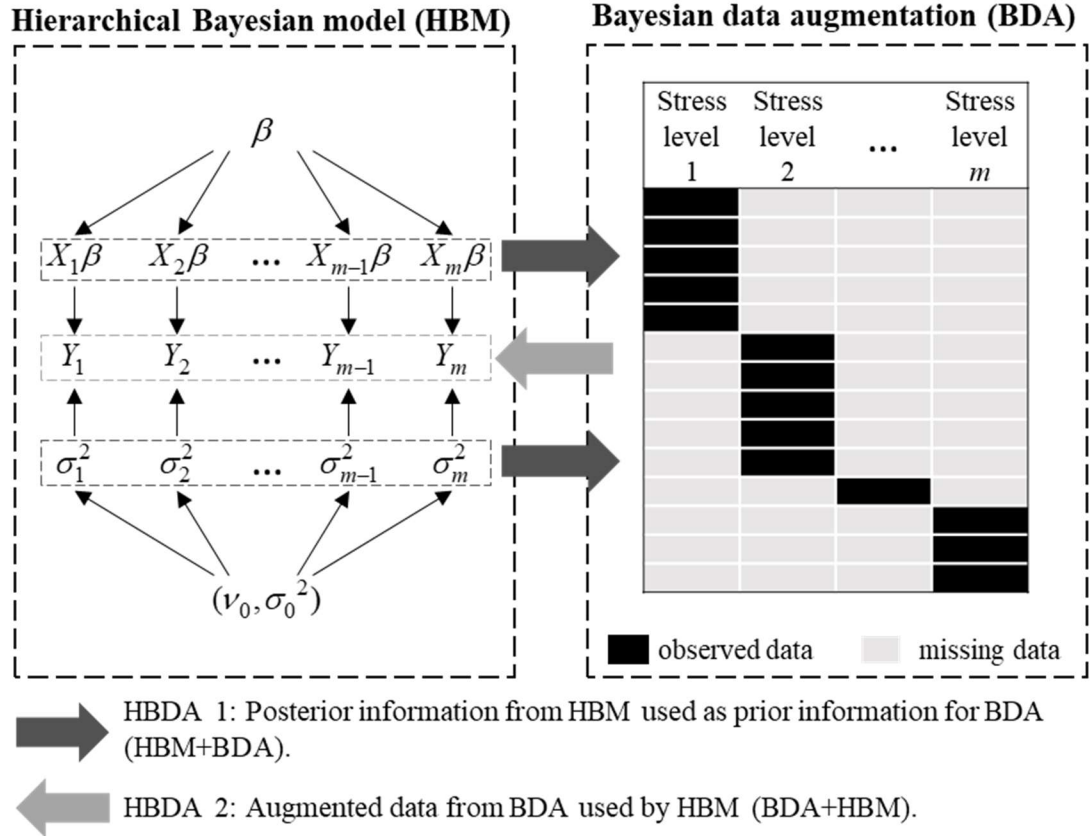 Hierarchical Bayesian model (HBM)
β
X₁β X₂β ... Xₘ₋₁β Xₘβ
Y₁ Y₂ ... Yₘ₋₁ Yₘ
σ₁² σ₂² ... σₘ₋₁² σₘ²
(ν₀, σ₀²)
Bayesian data augmentation (BDA)
Stress level 1
Stress level 2
...
Stress level m
observed data
missing data
HBDA 1: Posterior information from HBM used as prior information for BDA
(HBM+BDA).
HBDA 2: Augmented data from BDA used by HBM (BDA+HBM).